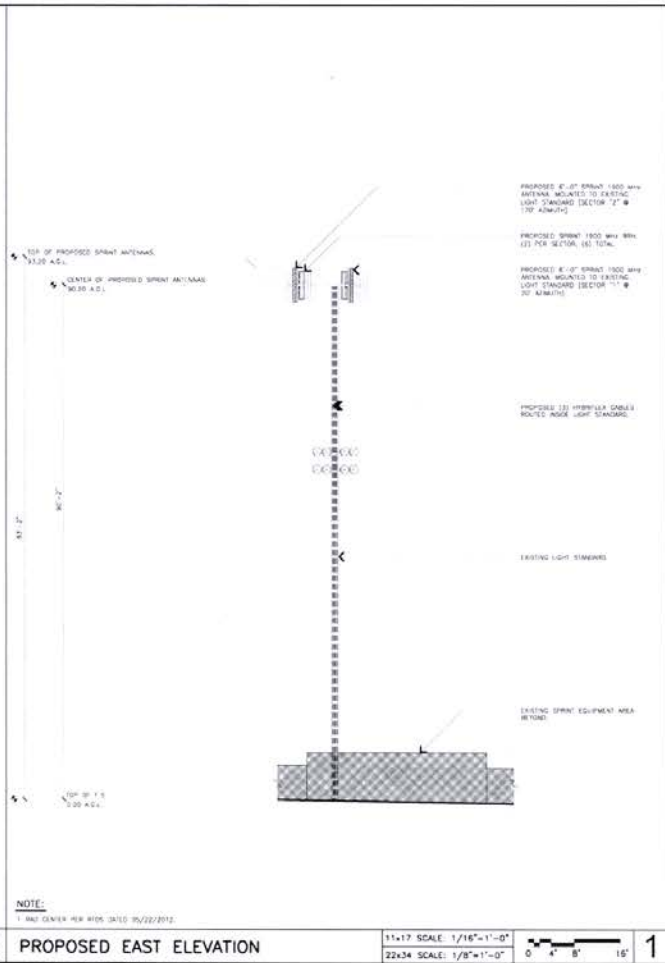 PROPOSED 6'-0" SPRINT 1900 MHz
ANTENNA MOUNTED TO EXISTING
LIGHT STANDARD (SECTOR "2" @
170° AZIMUTH)
PROPOSED SPRINT 1900 MHz RRH,
(2) PER SECTOR, (6) TOTAL.
PROPOSED 6'-0" SPRINT 1900 MHz
ANTENNA MOUNTED TO EXISTING
LIGHT STANDARD (SECTOR "1" @
AZIMUTH)
TOP OF PROPOSED SPRINT ANTENNAS
93.20 A.G.L.
CENTER OF PROPOSED SPRINT ANTENNAS
90.20 A.G.L.
PROPOSED (3) HYBRIFLEX CABLES
ROUTED INSIDE LIGHT STANDARD.
93'-2"
90'-2"
EXISTING LIGHT STANDARD
EXISTING SPRINT EQUIPMENT AREA
BEYOND
TOP OF
0.00 A.G.L.
NOTE:
1. RAD CENTER PER RFDS DATED 05/22/2012.
PROPOSED EAST ELEVATION
11x17 SCALE: 1/16"=1'-0"
22x34 SCALE: 1/8"=1'-0"
0 4' 8' 16'
1